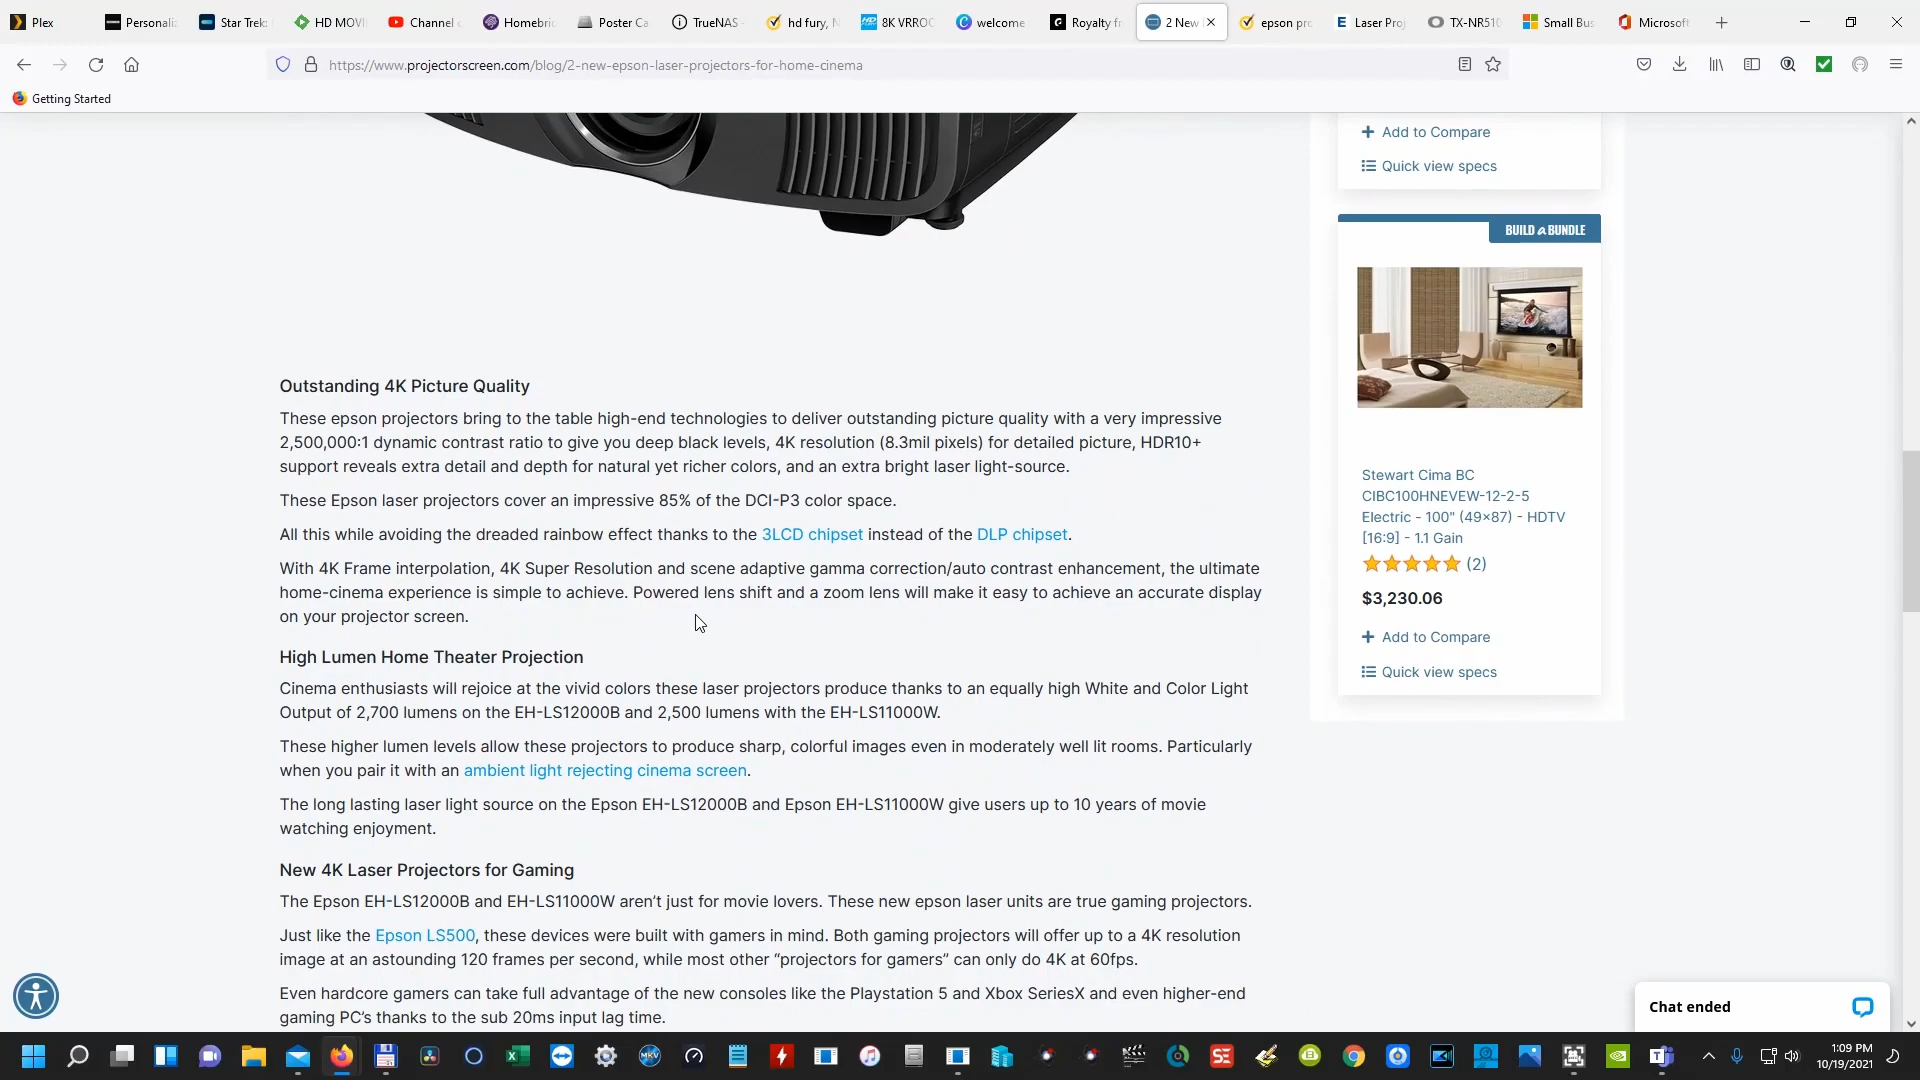 Plex
Personaliz
Star Trek:
HD MOVI
Channel c
Homebric
Poster Ca
TrueNAS -
hd fury, N
8K VRROO
welcome
Royalty fr
2 New
epson pro
Laser Proj
TX-NR510
Small Bus
Microsoft
https://www.projectorscreen.com/blog/2-new-epson-laser-projectors-for-home-cinema
Getting Started
Outstanding 4K Picture Quality
These epson projectors bring to the table high-end technologies to deliver outstanding picture quality with a very impressive
2,500,000:1 dynamic contrast ratio to give you deep black levels, 4K resolution (8.3mil pixels) for detailed picture, HDR10+
support reveals extra detail and depth for natural yet richer colors, and an extra bright laser light-source.
These Epson laser projectors cover an impressive 85% of the DCI-P3 color space.
All this while avoiding the dreaded rainbow effect thanks to the 3LCD chipset instead of the DLP chipset.
With 4K Frame interpolation, 4K Super Resolution and scene adaptive gamma correction/auto contrast enhancement, the ultimate
home-cinema experience is simple to achieve. Powered lens shift and a zoom lens will make it easy to achieve an accurate display
on your projector screen.
High Lumen Home Theater Projection
Cinema enthusiasts will rejoice at the vivid colors these laser projectors produce thanks to an equally high White and Color Light
Output of 2,700 lumens on the EH-LS12000B and 2,500 lumens with the EH-LS11000W.
These higher lumen levels allow these projectors to produce sharp, colorful images even in moderately well lit rooms. Particularly
when you pair it with an ambient light rejecting cinema screen.
The long lasting laser light source on the Epson EH-LS12000B and Epson EH-LS11000W give users up to 10 years of movie
watching enjoyment.
New 4K Laser Projectors for Gaming
The Epson EH-LS12000B and EH-LS11000W aren't just for movie lovers. These new epson laser units are true gaming projectors.
Just like the Epson LS500, these devices were built with gamers in mind. Both gaming projectors will offer up to a 4K resolution
image at an astounding 120 frames per second, while most other “projectors for gamers” can only do 4K at 60fps.
Even hardcore gamers can take full advantage of the new consoles like the Playstation 5 and Xbox SeriesX and even higher-end
gaming PC's thanks to the sub 20ms input lag time.
Add to Compare
Quick view specs
BUILD a BUNDLE
Stewart Cima BC
CIBC100HNEVEW-12-2-5
Electric - 100" (49x87) - HDTV
[16:9] - 1.1 Gain
(2)
$3,230.06
Add to Compare
Quick view specs
Chat ended
1:09 PM
10/19/2021